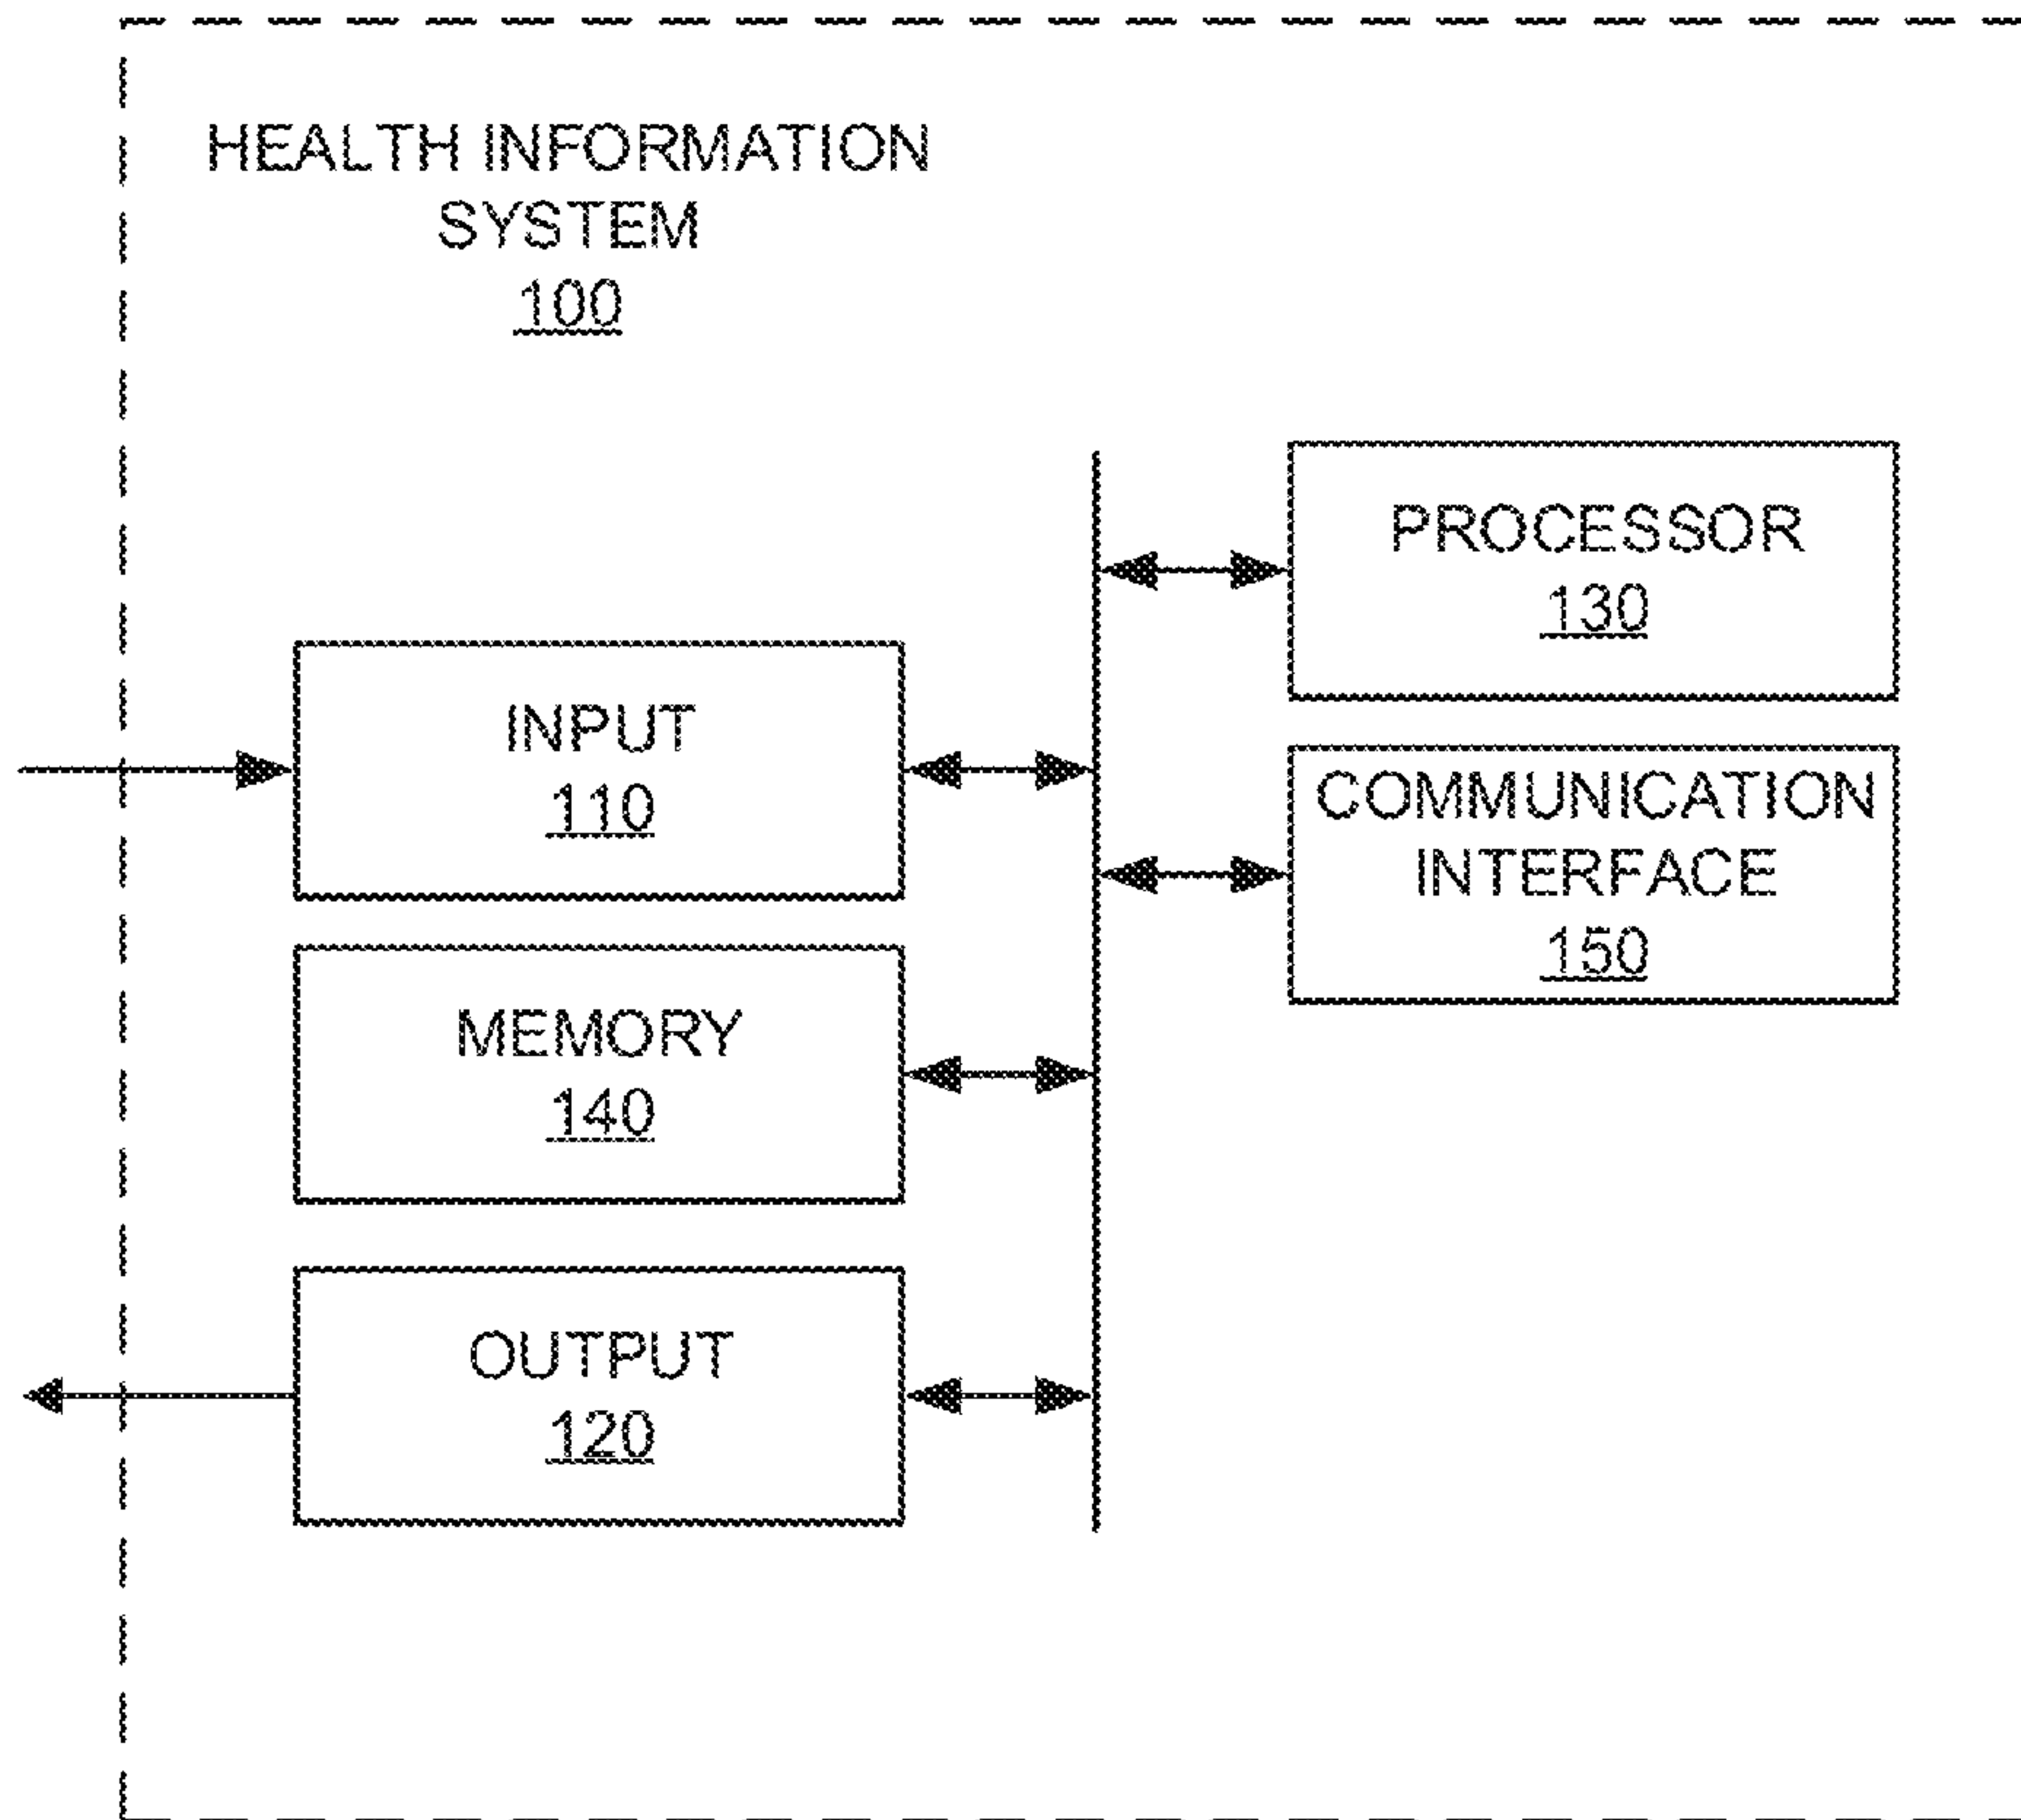 HEALTH INFORMATION
SYSTEM
100
PROCESSOR
130
INPUT
110
COMMUNICATION
INTERFACE
150
MEMORY
140
OUTPUT
120